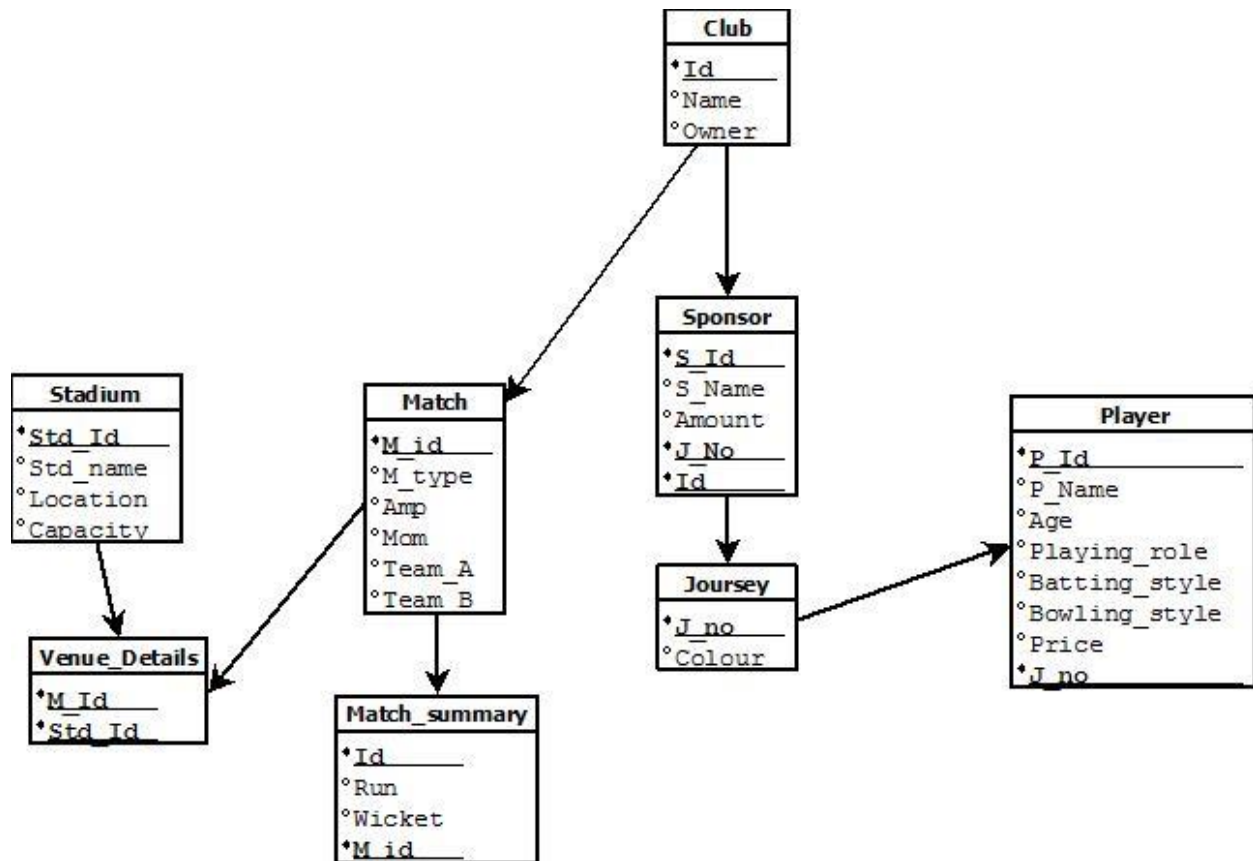 Club
Id
Name
Owner
Sponsor
S_Id
S_Name
Amount
J_No
Id
Stadium
Std_Id
Std_name
Location
Capacity
Match
M_id
M_type
Amp
Mom
Team_A
Team_B
Player
P_Id
P_Name
Age
Playing_role
Batting_style
Bowling_style
Price
J_no
Joursey
J_no
Colour
Venue_Details
M_Id
Std_Id
Match_summary
Id
Run
Wicket
M_id